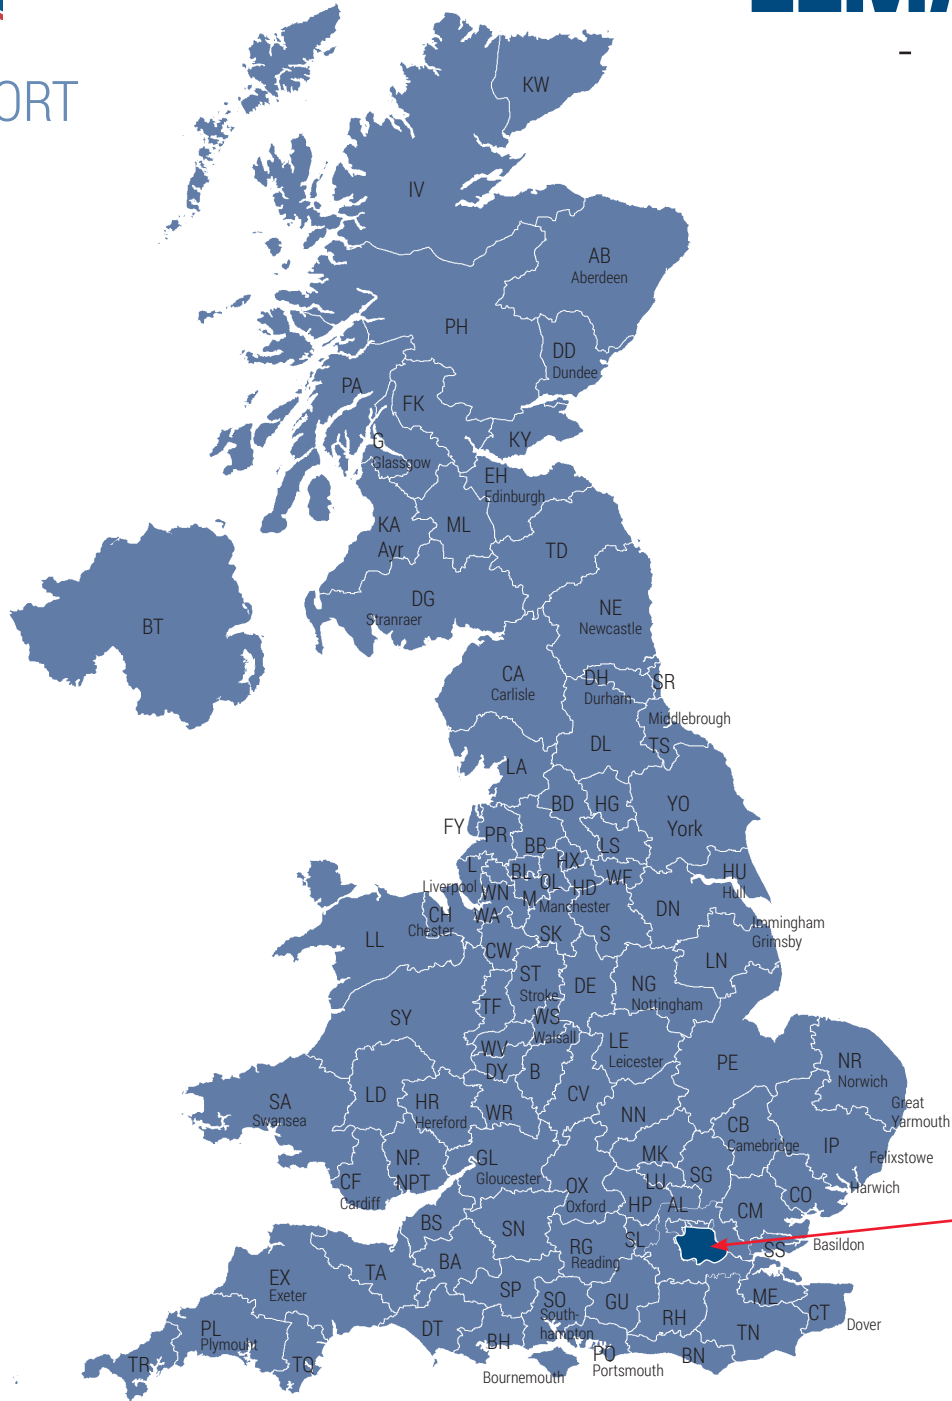 ORT
KW
IV
AB
Aberdeen
PH
DD
Dundee
PA
FK
KY
G
Glassgow
EH
Edinburgh
KA
Ayr
ML
TD
DG
Stranraer
NE
Newcastle
BT
CA
Carlisle
DH
Durham
SR
Middlebrough
DL
TS
LA
BD
HG
YO
York
FY
PR
BB
LS
HX
L
Liverpool
BL
OL
HD
WF
HU
Hull
WN
M
Manchester
DN
CH
Chester
WA
Immingham
Grimsby
LL
CW
SK
S
LN
ST
Stroke
DE
NG
Nottingham
TF
SY
WS
Walsall
LE
Leicester
WV
DY
B
PE
NR
Norwich
SA
Swansea
LD
HR
Hereford
WR
CV
NN
Great
Yarmouth
CB
Camebridge
IP
Felixstowe
NP.
NPT
GL
Gloucester
MK
SG
CF
Cardiff
OX
Oxford
LU
HP
AL
CM
CO
Harwich
BS
SN
SL
RG
Reading
SS
Basildon
BA
TA
EX
Exeter
SP
SO
South-
hampton
GU
RH
ME
CT
Dover
TN
DT
BH
Bournemouth
PO
Portsmouth
BN
PL
Plymouht
TR
TQ